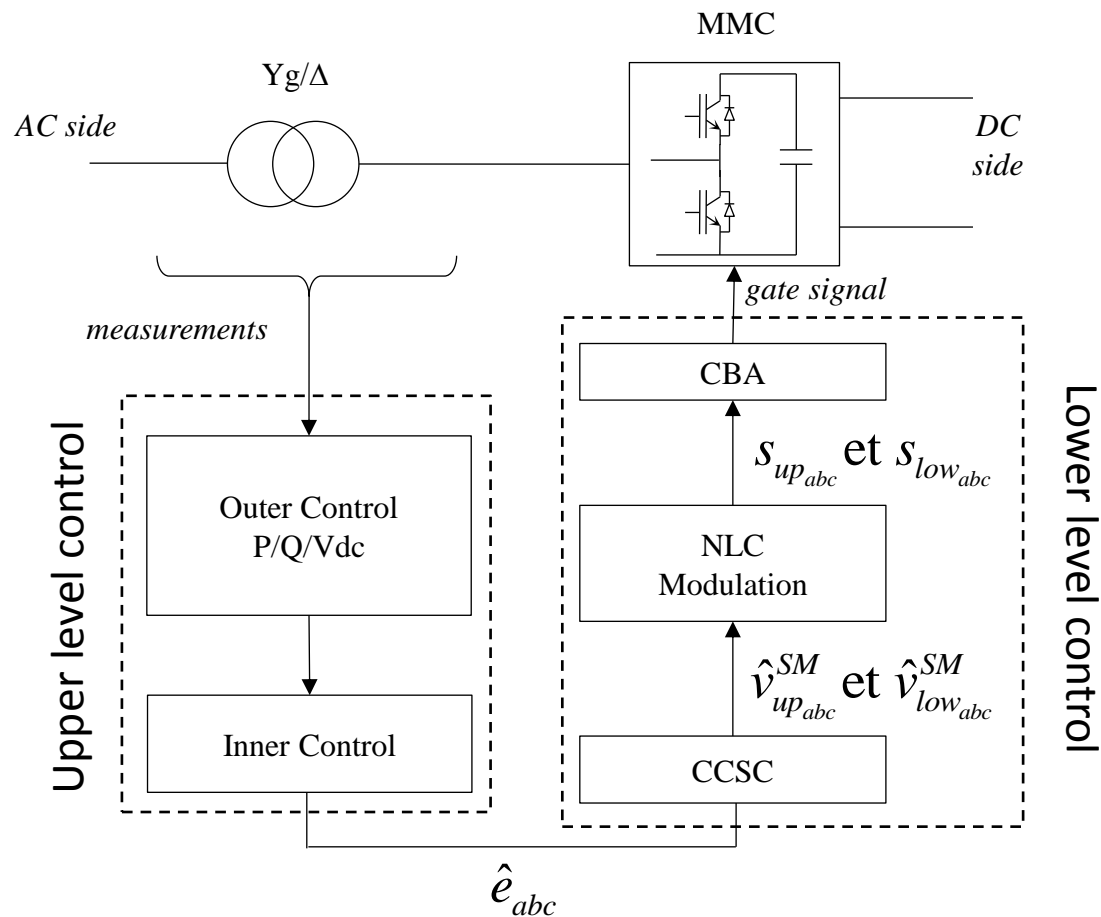 MMC
Yg/Δ
AC side
DC
side
gate signal
measurements
CBA
Upper level control
Lower level control
Outer Control
P/Q/Vdc
s_{up_{abc}} et s_{low_{abc}}
NLC
Modulation
\hat{v}_{up_{abc}}^{SM} et \hat{v}_{low_{abc}}^{SM}
Inner Control
CCSC
\hat{e}_{abc}